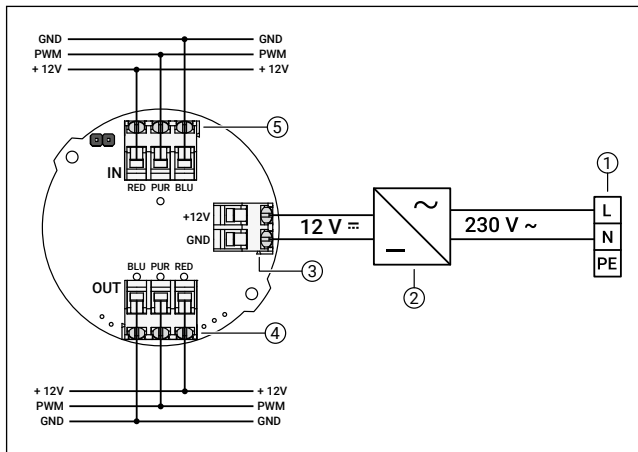 GND GND
PWM PWM
+ 12V + 12V
5
IN
RED PUR BLU
1
+12V
GND
12 V ⎓
230 V ~
L
N
PE
3
2
BLU PUR RED
OUT
4
+ 12V + 12V
PWM PWM
GND GND